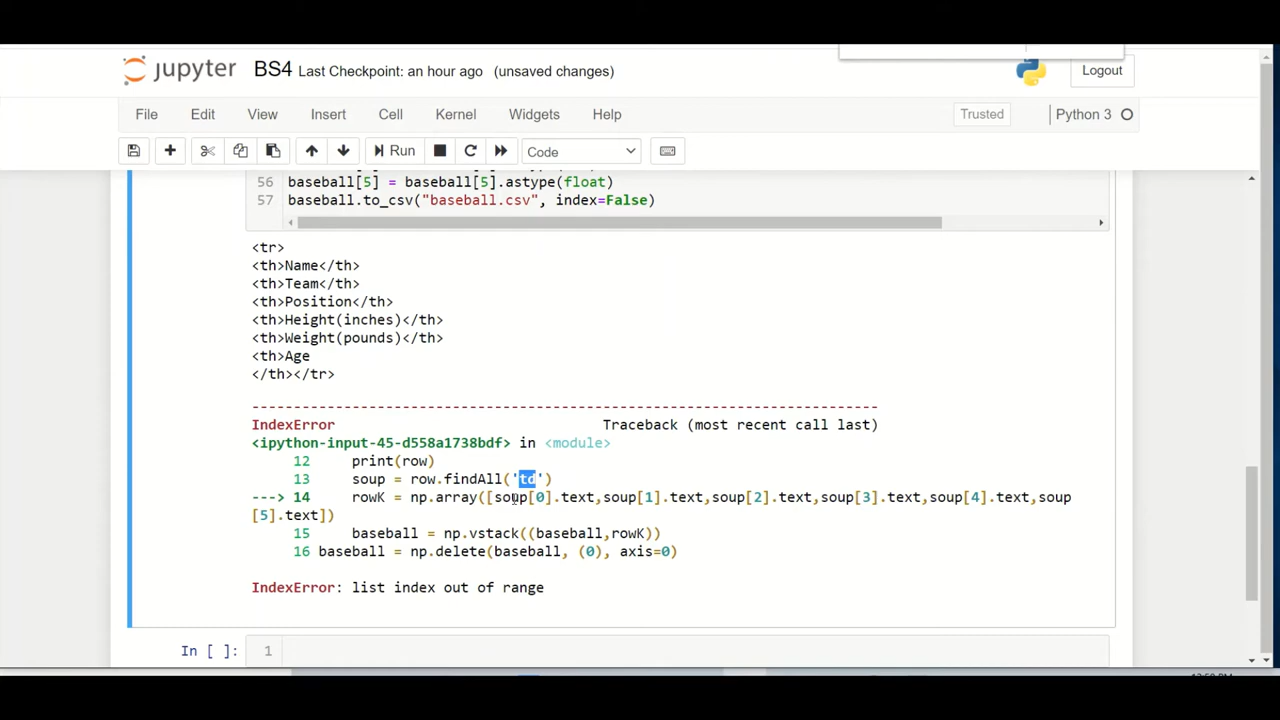 jupyter BS4 Last Checkpoint: an hour ago (unsaved changes) Logout
File Edit View Insert Cell Kernel Widgets Help Trusted Python 3
Run Code
56 baseball[5] = baseball[5].astype(float)
57 baseball.to_csv("baseball.csv", index=False)
<tr>
<th>Name</th>
<th>Team</th>
<th>Position</th>
<th>Height(inches)</th>
<th>Weight(pounds)</th>
<th>Age
</th></tr>
---------------------------------------------------------------------------
IndexError Traceback (most recent call last)
<ipython-input-45-d558a1738bdf> in <module>
12 print(row)
13 soup = row.findAll('td')
---> 14 rowK = np.array([soup[0].text,soup[1].text,soup[2].text,soup[3].text,soup[4].text,soup
[5].text])
15 baseball = np.vstack((baseball,rowK))
16 baseball = np.delete(baseball, (0), axis=0)
IndexError: list index out of range
In [ ]: 1